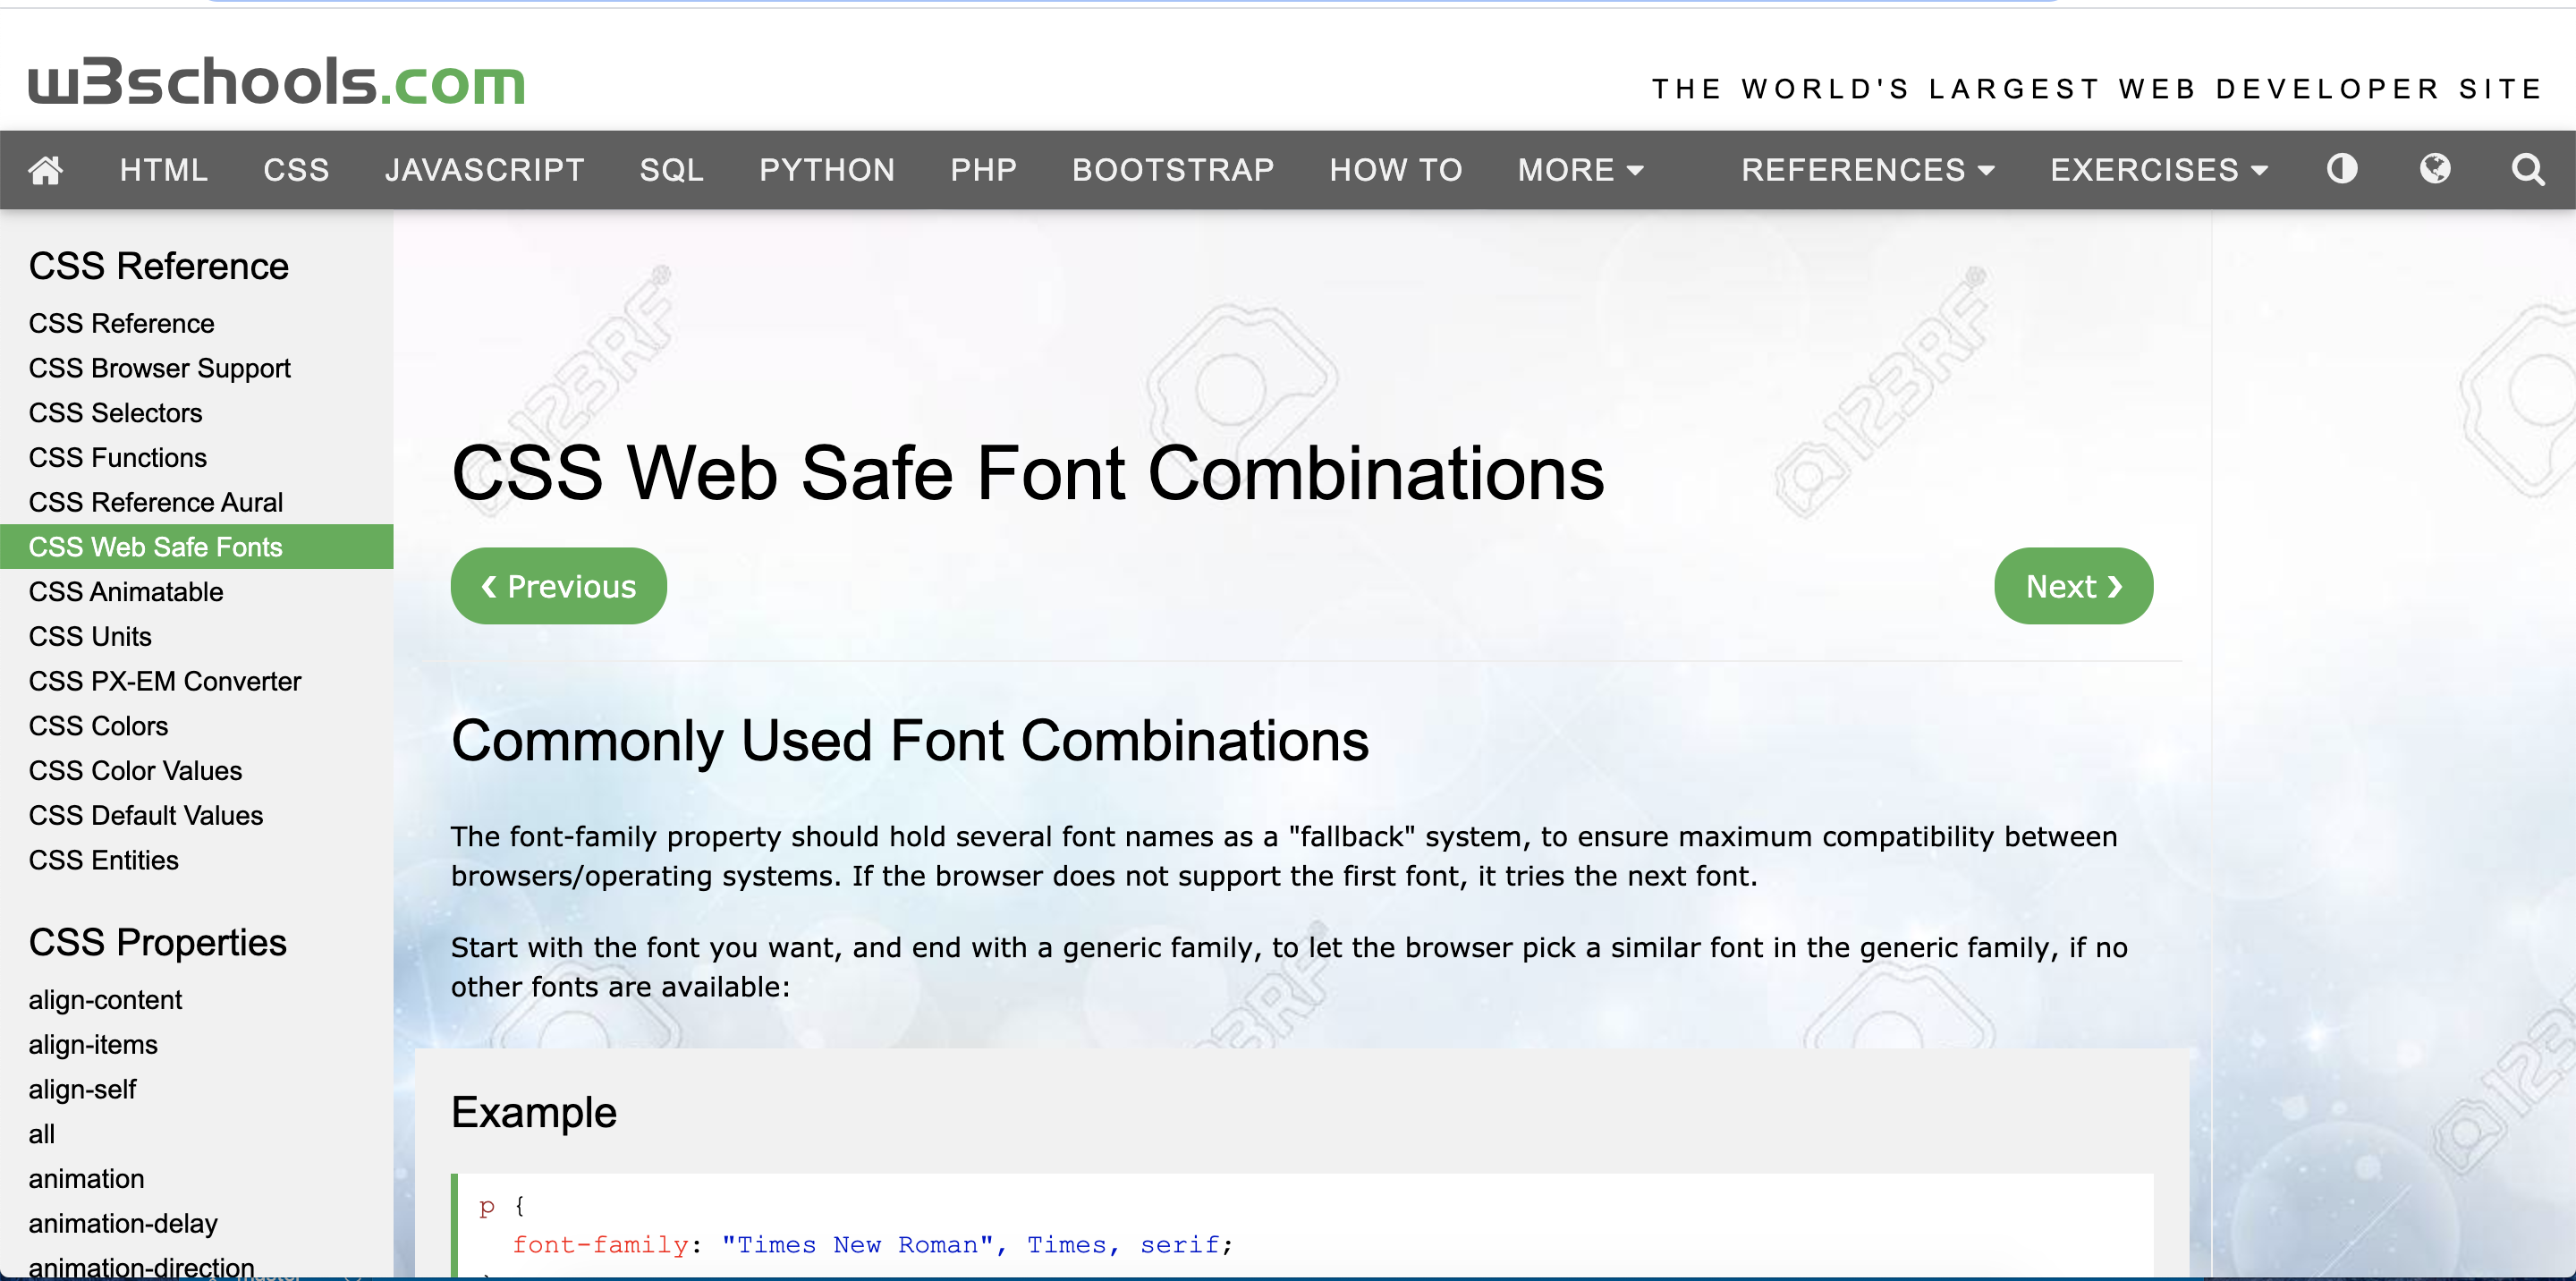 w3schools.com
THE WORLD'S LARGEST WEB DEVELOPER SITE
HTML CSS JAVASCRIPT SQL PYTHON PHP BOOTSTRAP HOW TO MORE REFERENCES EXERCISES
CSS Reference
CSS Reference
CSS Browser Support
CSS Selectors
CSS Functions
CSS Reference Aural
CSS Web Safe Fonts
CSS Animatable
CSS Units
CSS PX-EM Converter
CSS Colors
CSS Color Values
CSS Default Values
CSS Entities
CSS Properties
align-content
align-items
align-self
all
animation
animation-delay
animation-direction
123RF®
123RF®
CSS Web Safe Font Combinations
❮ Previous
Next ❯
Commonly Used Font Combinations
The font-family property should hold several font names as a "fallback" system, to ensure maximum compatibility between
browsers/operating systems. If the browser does not support the first font, it tries the next font.
Start with the font you want, and end with a generic family, to let the browser pick a similar font in the generic family, if no
other fonts are available:
Example
p {
font-family: "Times New Roman", Times, serif;